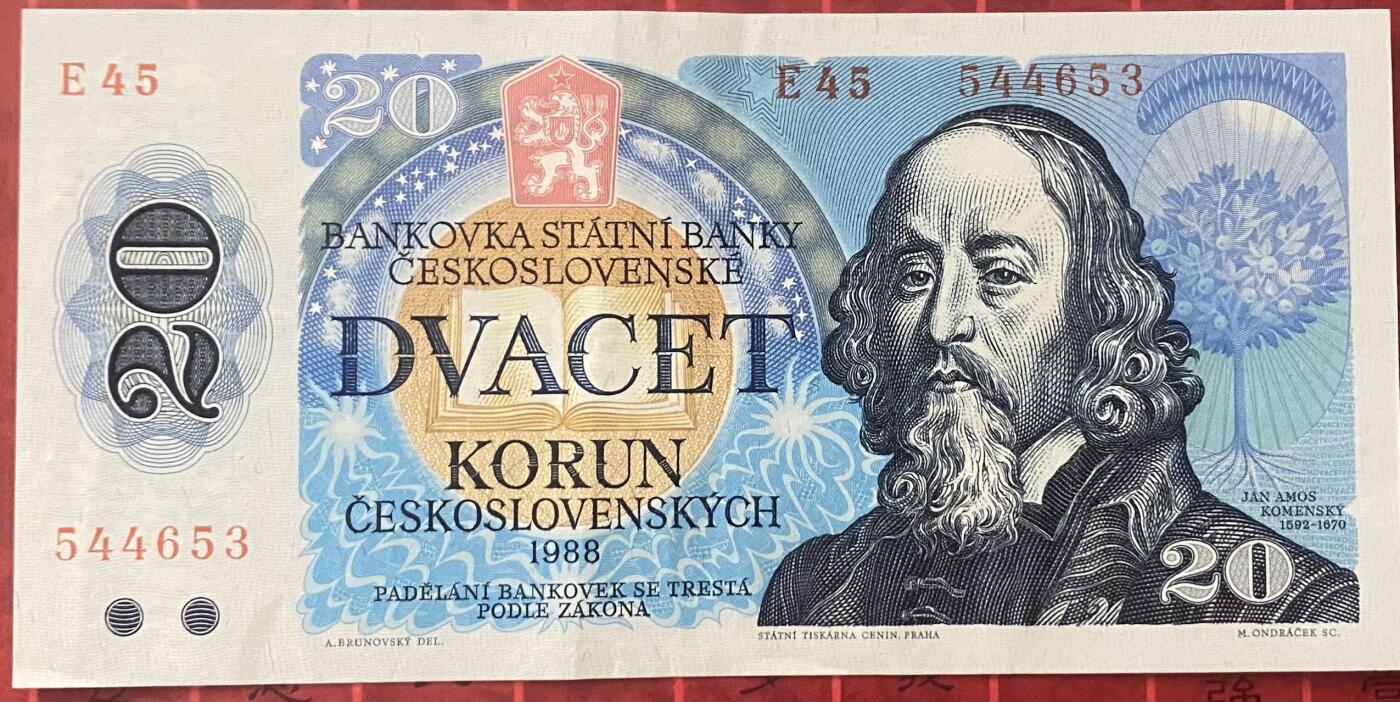 E 45
20
E 45 544653
BANKOVKA STÁTNÍ BANKY
ČESKOSLOVENSKÉ
DVACET
KORUN
ČESKOSLOVENSKÝCH
1988
PADĚLÁNÍ BANKOVEK SE TRESTÁ
PODLE ZÁKONA
20
544653
JAN AMOS
KOMENSKÝ
1592-1670
20
A. BRUNOVSKÝ DEL.
STÁTNÍ TISKÁRNA CENIN, PRAHA
M. ONDRÁČEK SC.